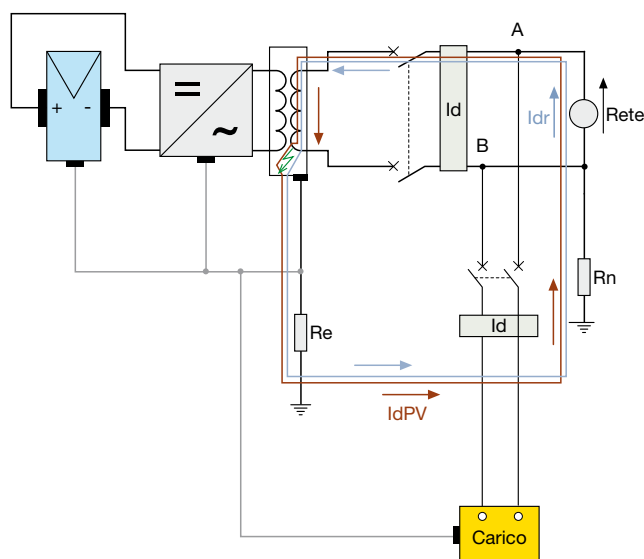 A
+
-
=
~
Id
Idr
Rete
B
Rn
Id
Re
IdPV
Carico